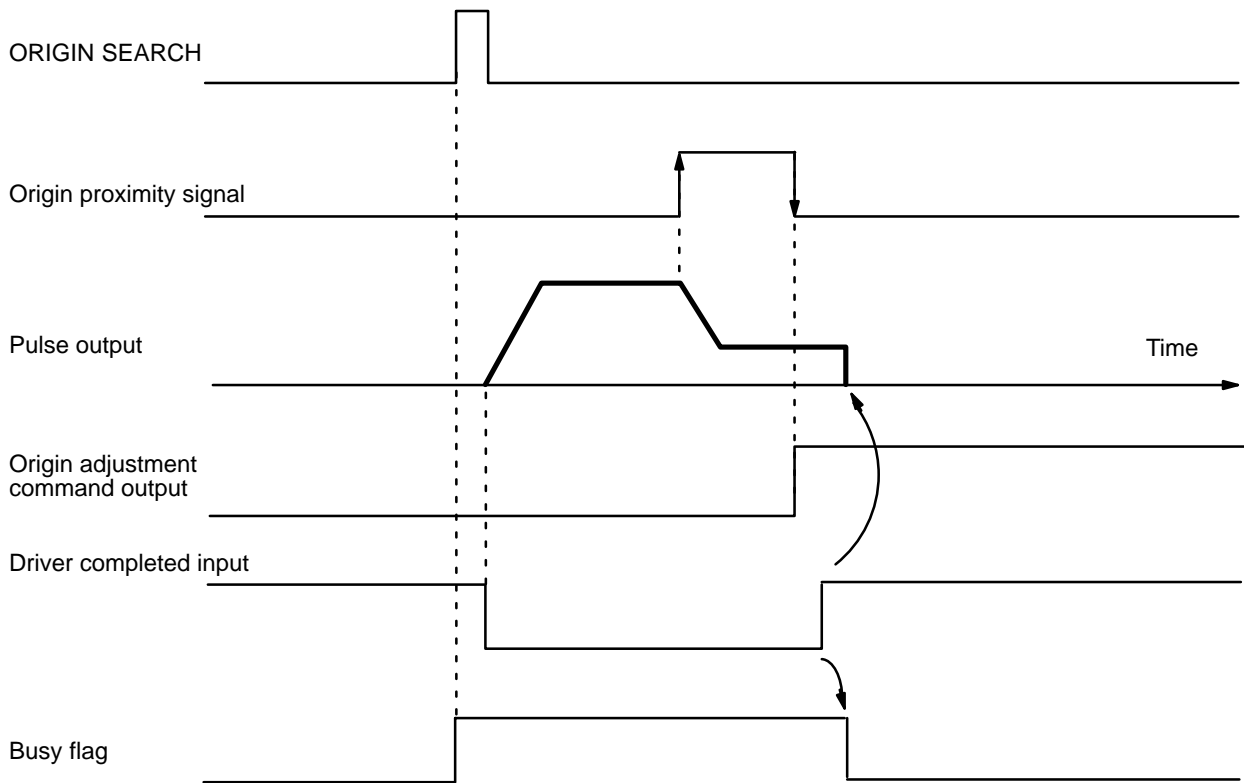 ORIGIN SEARCH
Origin proximity signal
Pulse output
Time
Origin adjustment
command output
Driver completed input
Busy flag